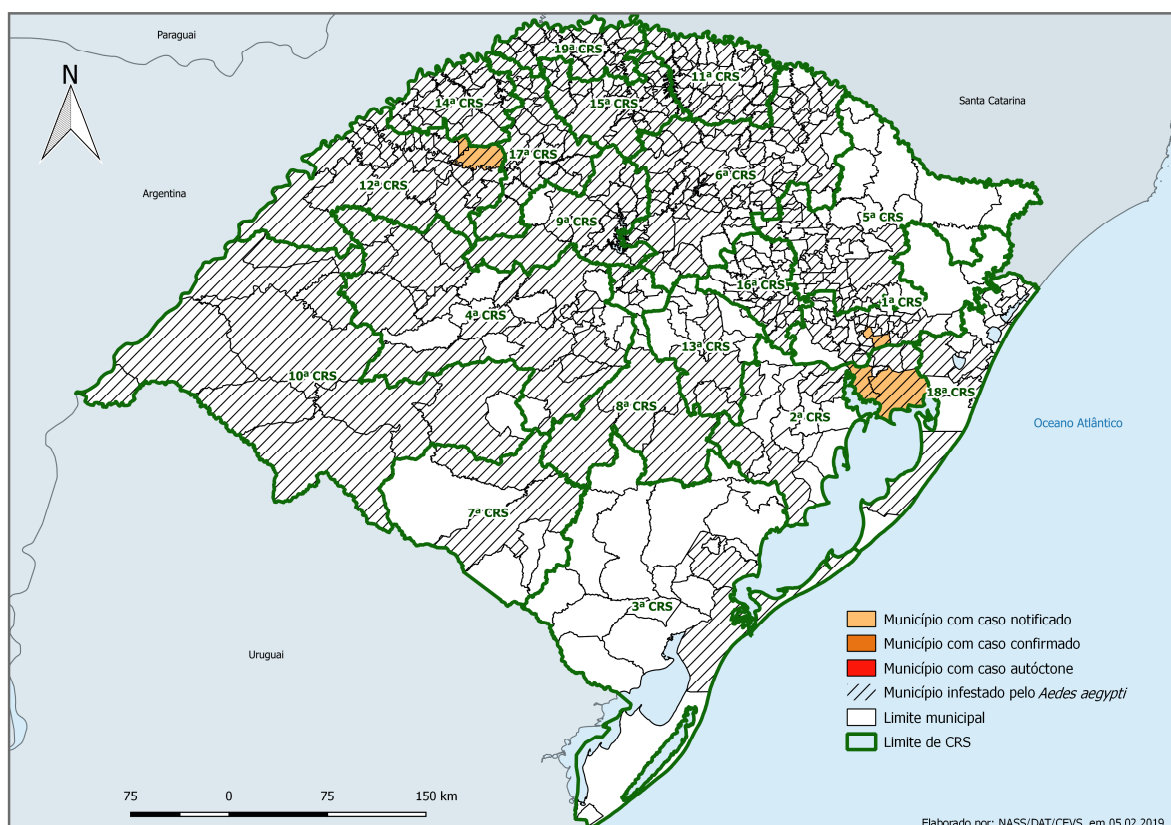 Paraguai
N
19ª CRS
11ª CRS
14ª CRS
15ª CRS
Santa Catarina
17ª CRS
6ª CRS
Argentina
12ª CRS
9ª CRS
5ª CRS
16ª CRS
1ª CRS
4ª CRS
13ª CRS
10ª CRS
18ª CRS
8ª CRS
2ª CRS
Oceano Atlântico
7ª CRS
3ª CRS
Uruguai
Município com caso notificado
Município com caso confirmado
Município com caso autóctone
Município infestado pelo Aedes aegypti
Limite municipal
Limite de CRS
75 0 75 150 km
Elaborado por: NASS/DAT/CEVS, em 05.02.2019